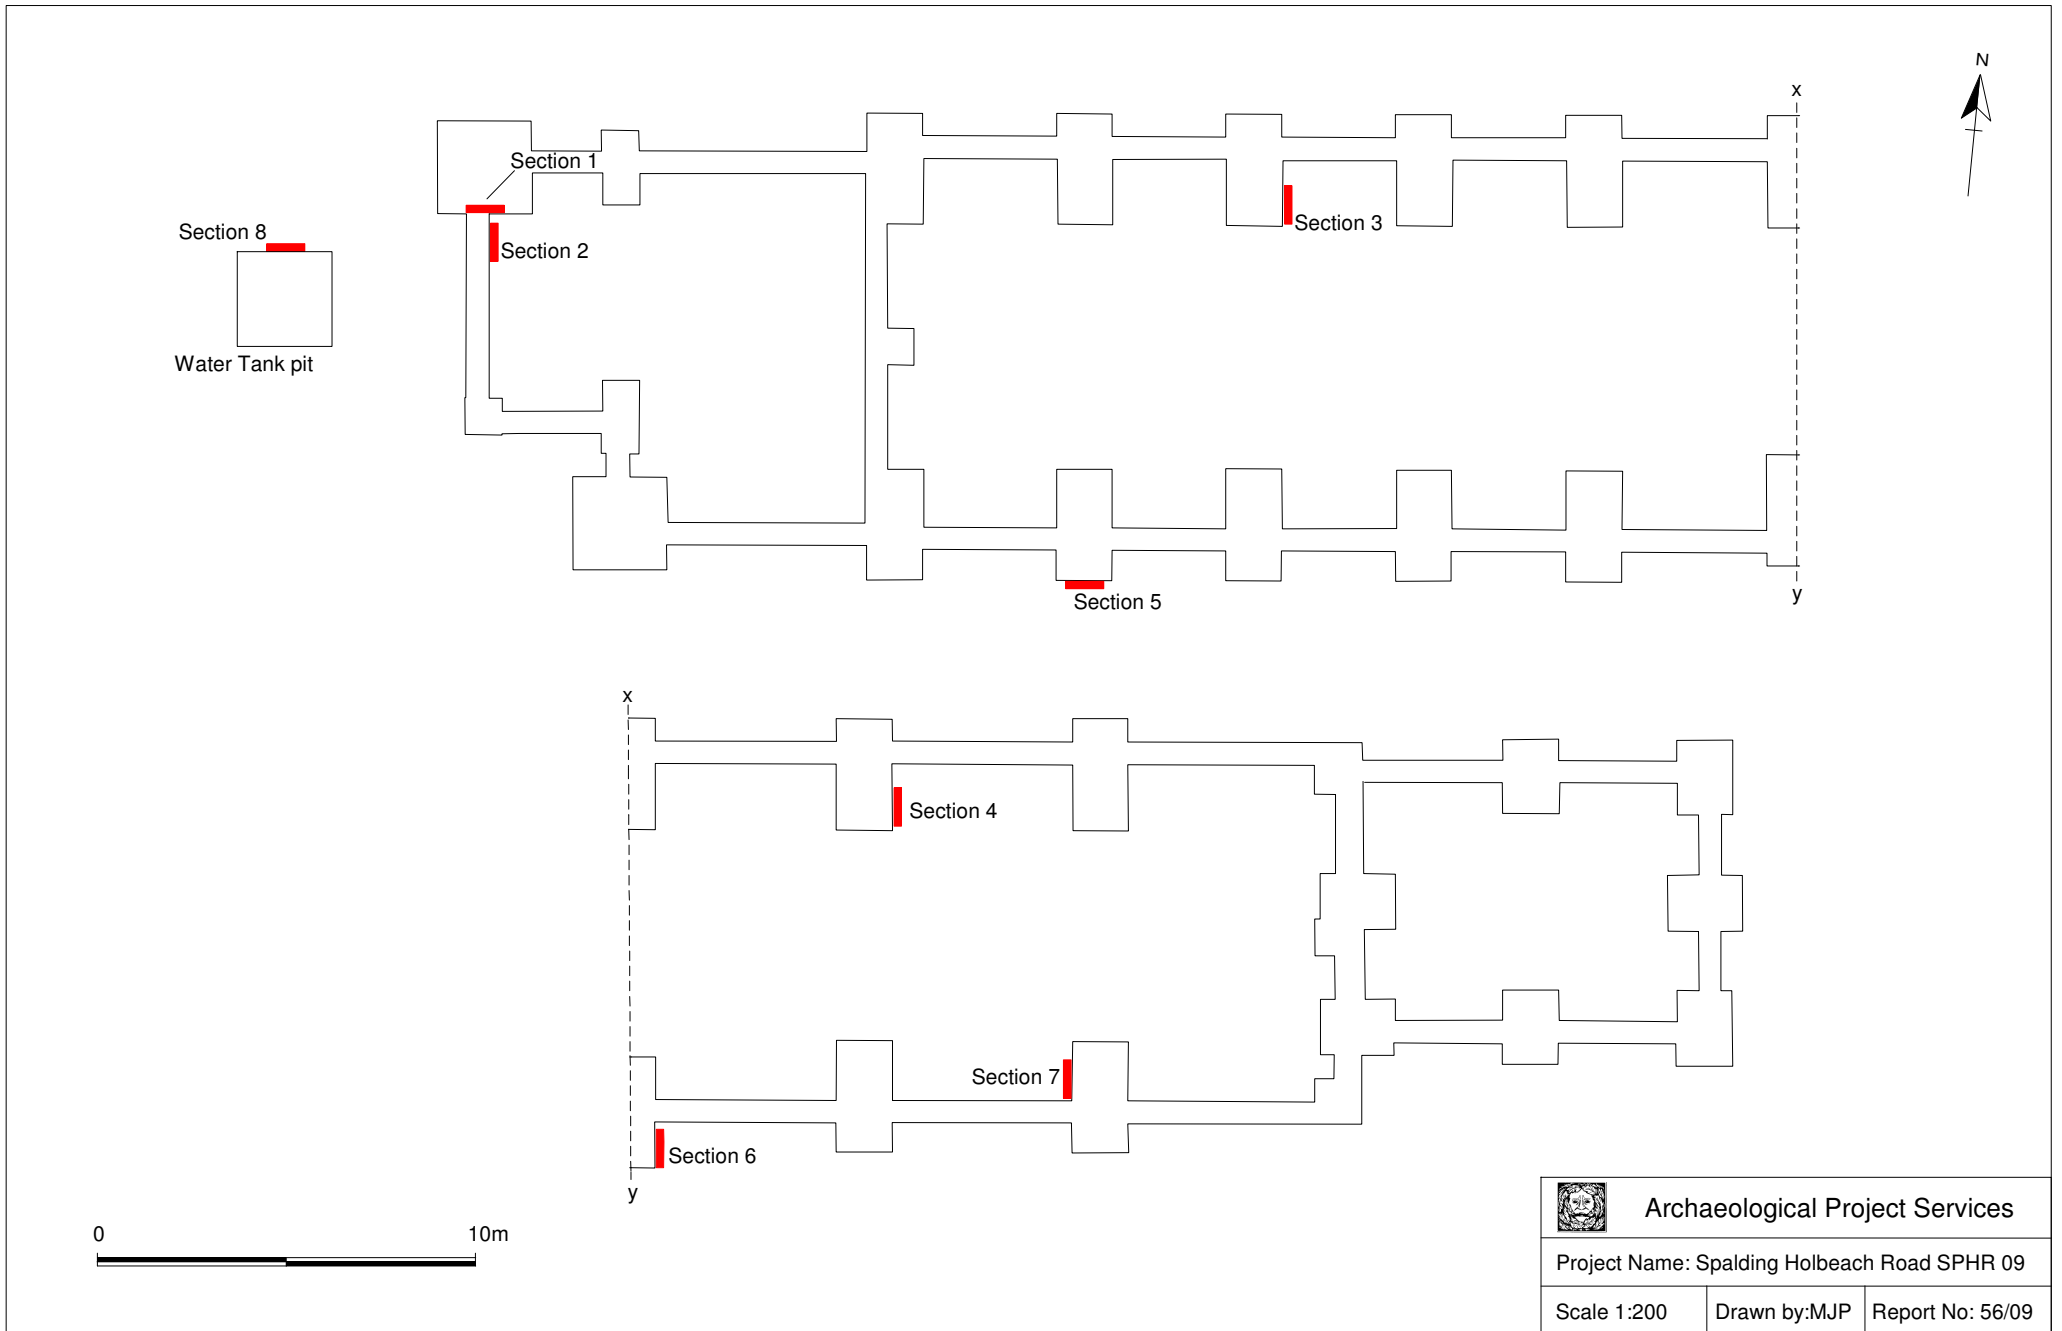 N
x
Section 1
Section 8
Section 2
Section 3
Water Tank pit
y
Section 5
x
Section 4
Section 7
Section 6
y
0 10m
Archaeological Project Services
Project Name: Spalding Holbeach Road SPHR 09
Scale 1:200 Drawn by:MJP Report No: 56/09